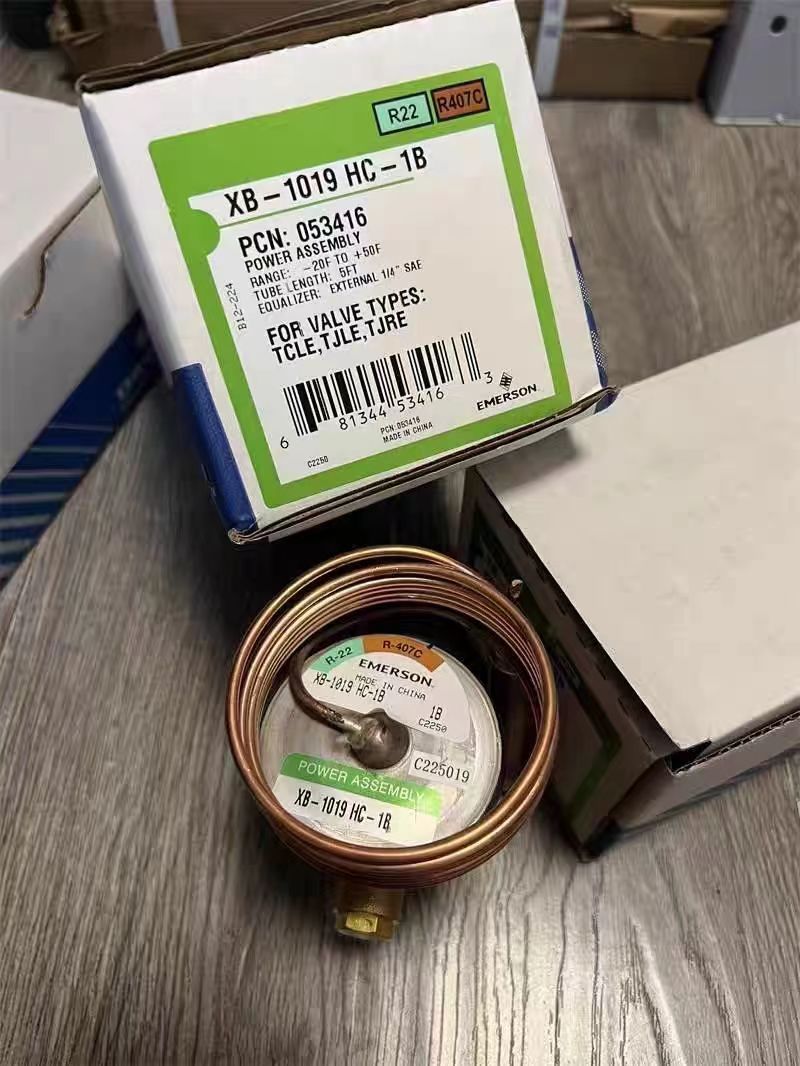 R22 R407C
XB-1019 HC-1B
PCN: 053416
POWER ASSEMBLY
RANGE: -20F TO +50F
TUBE LENGTH: 5FT
EQUALIZER: EXTERNAL 1/4" SAE
B12-224
FOR VALVE TYPES:
TCLE,TJLE,TJRE
6 81344 53416 3
EMERSON
PCN:053416
MADE IN CHINA
C2250
R-22 R-407C
EMERSON
MADE IN CHINA
XB-1019 HC-1B
1B
C2250
C225019
POWER ASSEMBLY
XB-1019 HC-1B